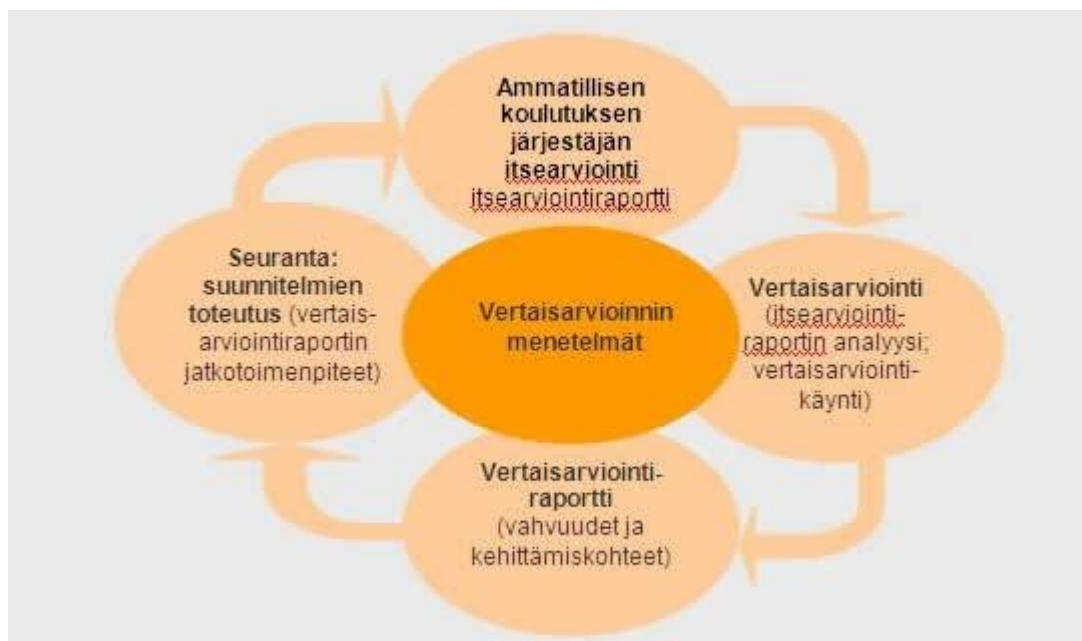 Ammatillisen
koulutuksen
järjestäjän
itsearviointi
itsearviointiraportti
Vertaisarviointi
(itsearviointi-
raportin analyysi;
vertaisarviointi-
käynti)
Vertaisarviointi-
raportti
(vahvuudet ja
kehittämiskohteet)
Seuranta:
suunnitelmien
toteutus (vertais-
arviointiraportin
jatkotoimenpiteet)
Vertaisarvioinnin
menetelmät